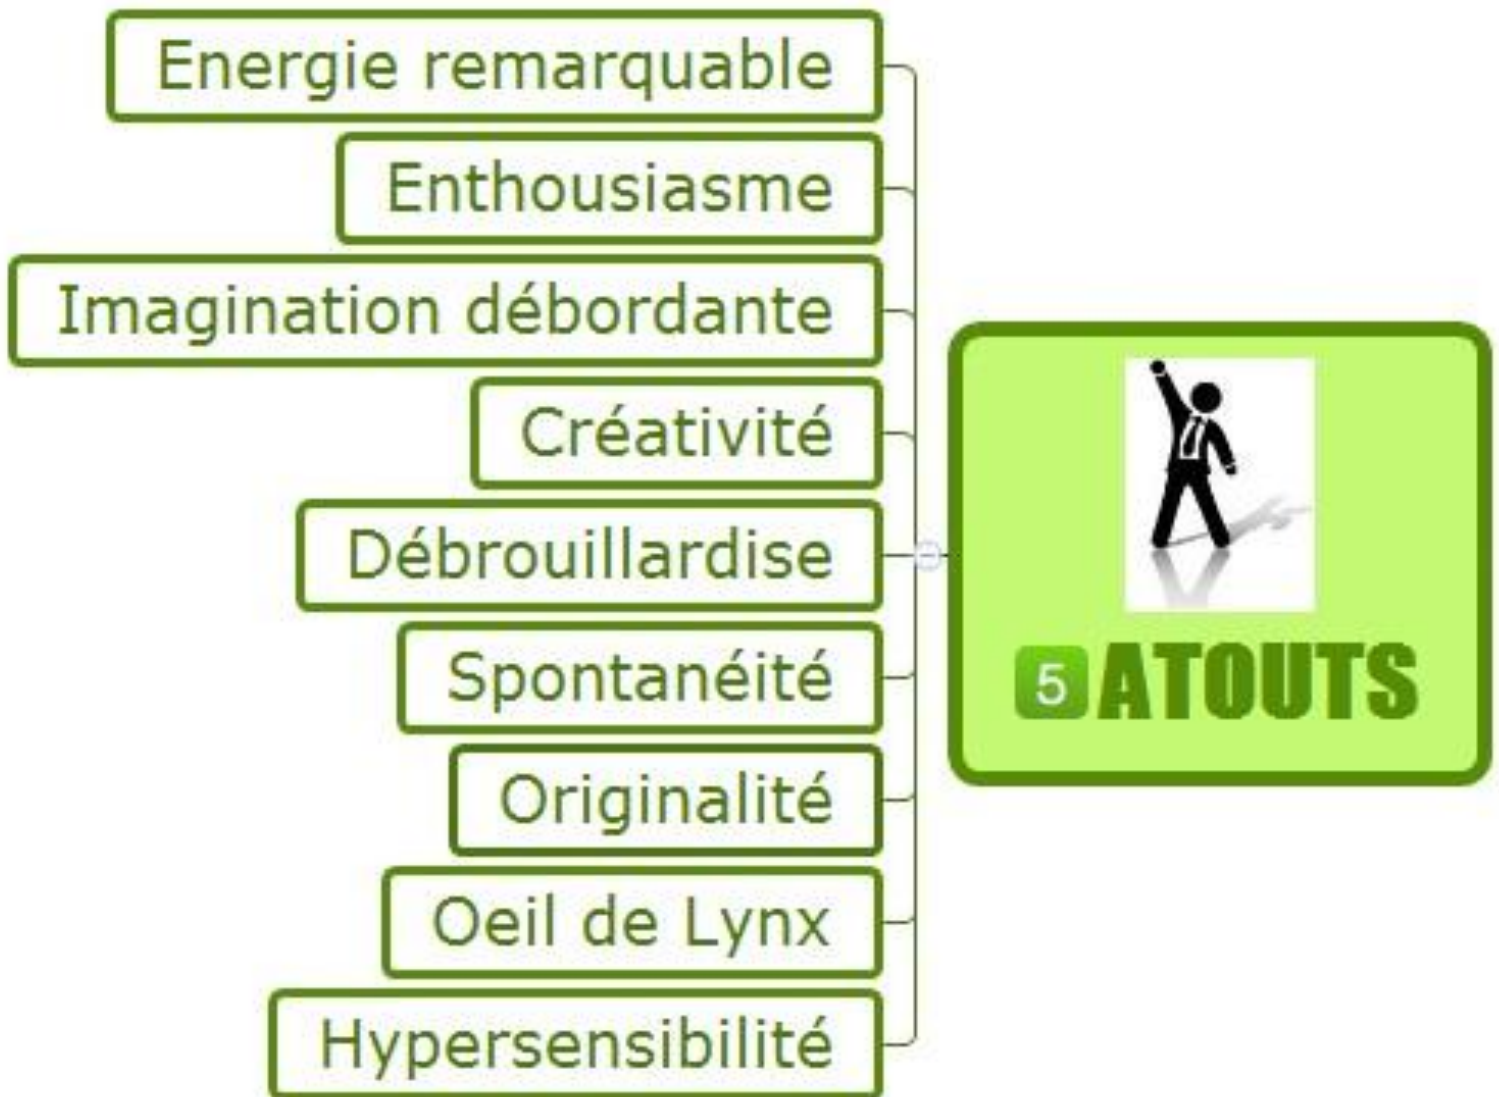 Energie remarquable
Enthousiasme
Imagination débordante
Créativité
Débrouillardise
Spontanéité
Originalité
Oeil de Lynx
Hypersensibilité
5 ATOUTS